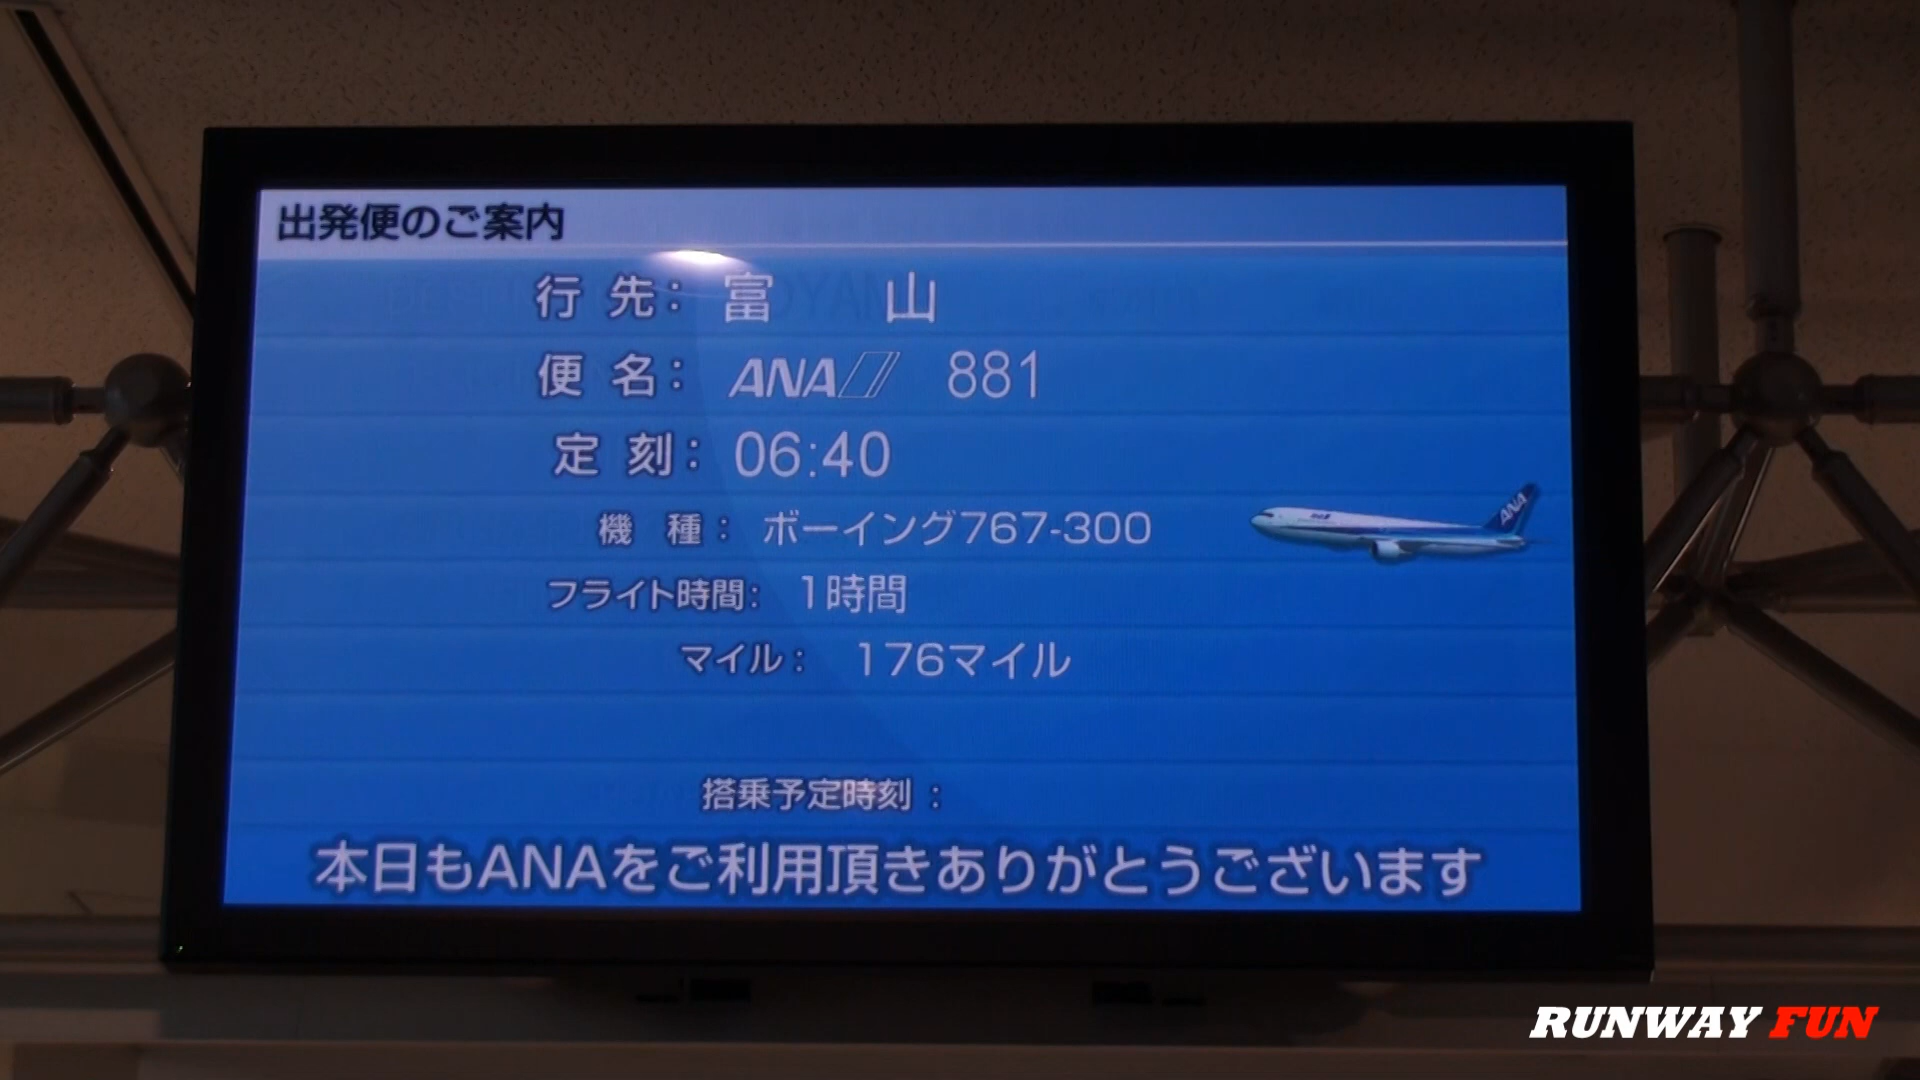 出発便のご案内
行先: 富山
便名: ANA 881
定刻: 06:40
機種: ボーイング767-300
フライト時間: 1時間
マイル: 176マイル
搭乗予定時刻:
本日もANAをご利用頂きありがとうございます
RUNWAY FUN